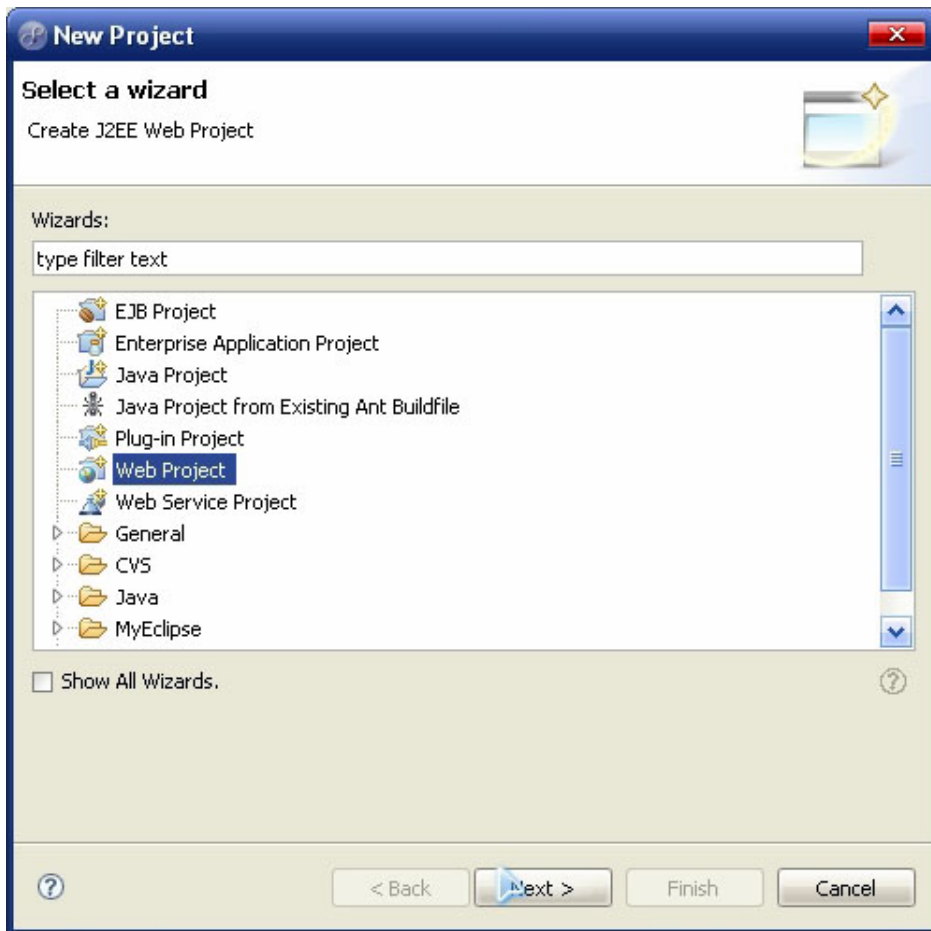 New Project
Select a wizard
Create J2EE Web Project
Wizards:
type filter text
EJB Project
Enterprise Application Project
Java Project
Java Project from Existing Ant Buildfile
Plug-in Project
Web Project
Web Service Project
General
CVS
Java
MyEclipse
Show All Wizards.
< Back Next > Finish Cancel